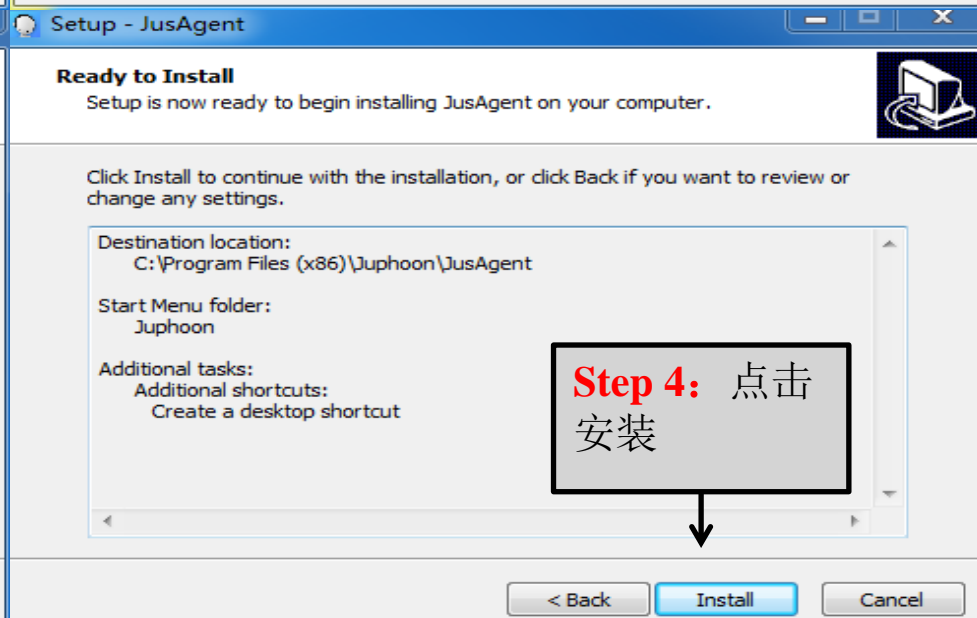 Setup - JusAgent
Ready to Install
Setup is now ready to begin installing JusAgent on your computer.
Click Install to continue with the installation, or click Back if you want to review or
change any settings.
Destination location:
C:\Program Files (x86)\Juphoon\JusAgent
Start Menu folder:
Juphoon
Additional tasks:
Additional shortcuts:
Create a desktop shortcut
Step 4：点击
安装
< Back
Install
Cancel